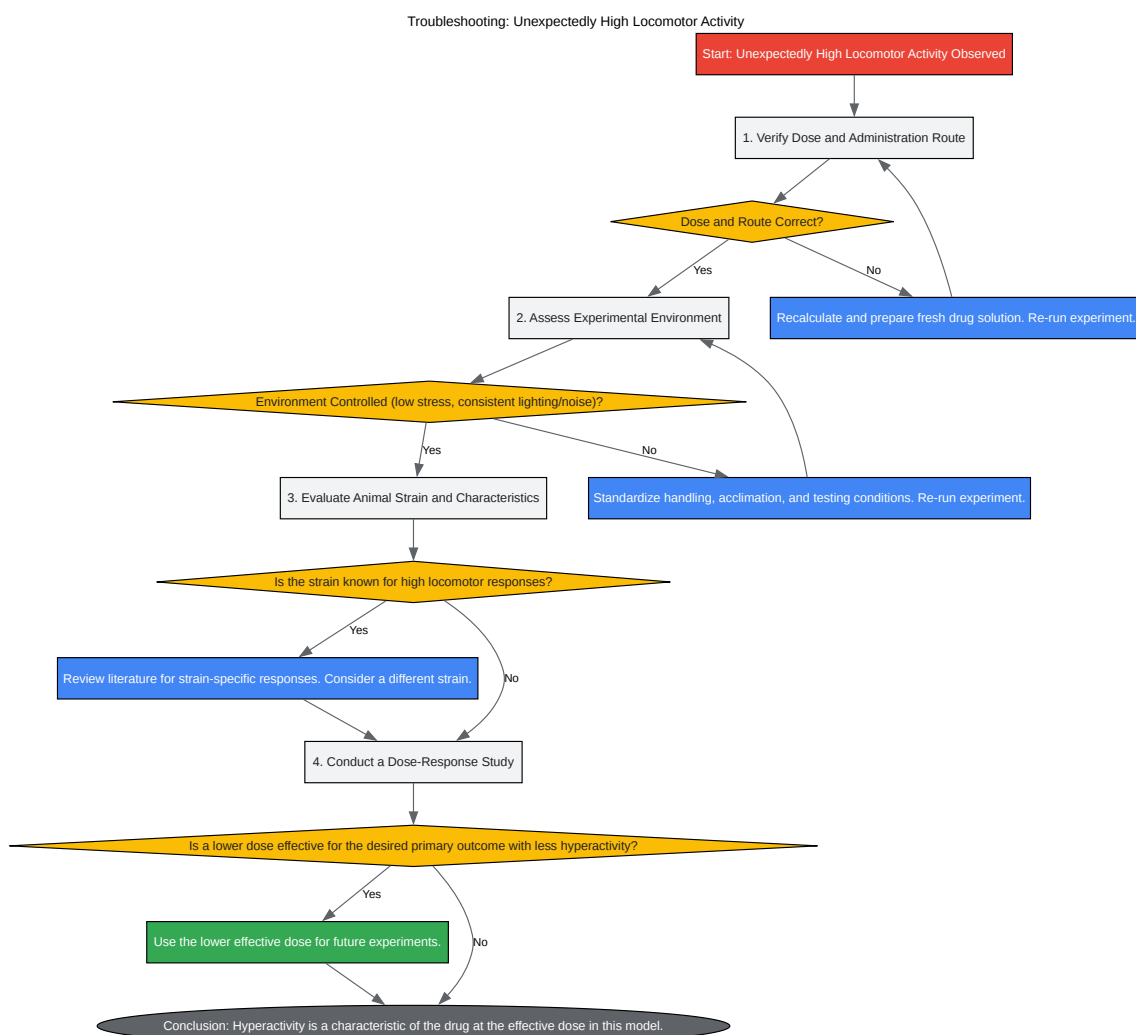 Troubleshooting: Unexpectedly High Locomotor Activity
Start: Unexpectedly High Locomotor Activity Observed
1. Verify Dose and Administration Route
Dose and Route Correct?
Yes
No
2. Assess Experimental Environment
Recalculate and prepare fresh drug solution. Re-run experiment.
Environment Controlled (low stress, consistent lighting/noise)?
Yes
No
3. Evaluate Animal Strain and Characteristics
Standardize handling, acclimation, and testing conditions. Re-run experiment.
Is the strain known for high locomotor responses?
Yes
Review literature for strain-specific responses. Consider a different strain.
No
4. Conduct a Dose-Response Study
Is a lower dose effective for the desired primary outcome with less hyperactivity?
Yes
Use the lower effective dose for future experiments.
No
Conclusion: Hyperactivity is a characteristic of the drug at the effective dose in this model.